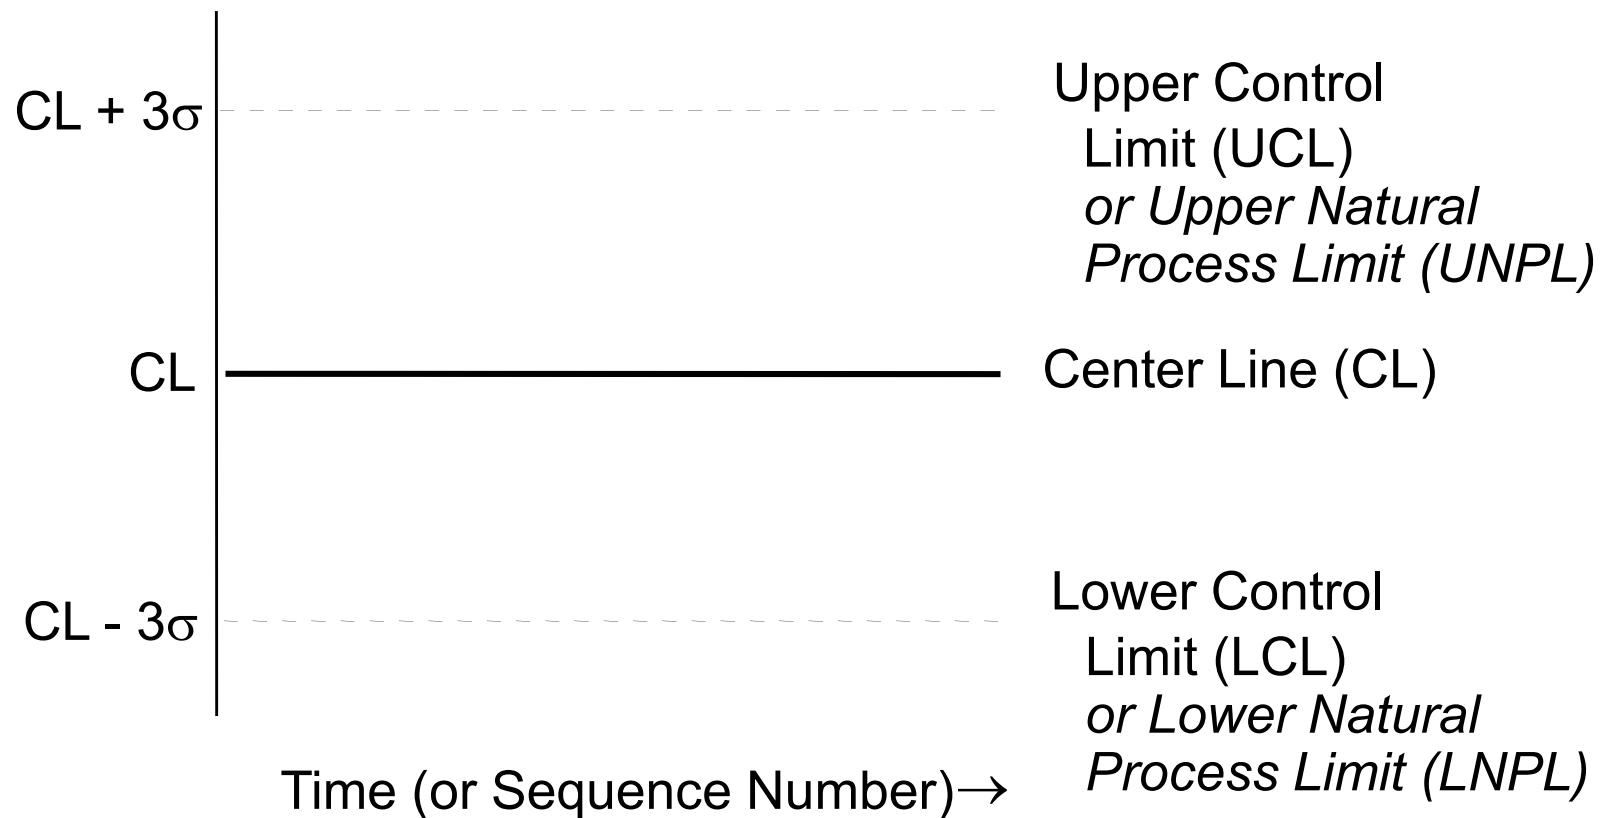 CL + 3σ
Upper Control
Limit (UCL)
or Upper Natural
Process Limit (UNPL)
CL
Center Line (CL)
CL - 3σ
Lower Control
Limit (LCL)
or Lower Natural
Process Limit (LNPL)
Time (or Sequence Number)→